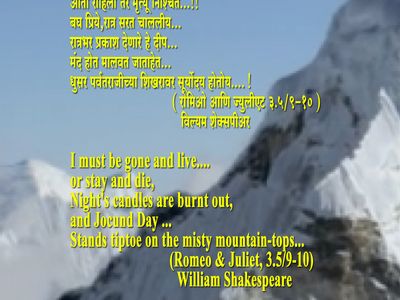 आता राहिलो तर मृत्यू निश्चित...!!
बघ प्रिये,रात्र सरत चाललीय...
रात्रभर प्रकाश देणारे हे दीप...
मंद होत मालवत जाताहेत...
धुसर पर्वतराजीच्या शिखरावर सूर्योदय होतोय.... !
( रोमिओ आणि ज्युलीएट ३.५/९-१० )
विल्यम शेक्सपीअर
I must be gone and live....
or stay and die,
Night's candles are burnt out,
and Jocund Day ...
Stands tiptoe on the misty mountain-tops...
(Romeo & Juliet, 3.5/9-10)
William Shakespeare